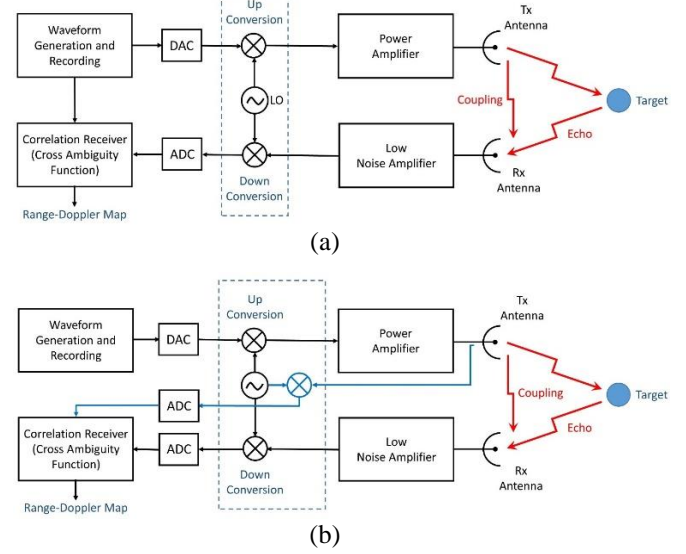 Waveform
Generation and
Recording
DAC
Up
Conversion
Power
Amplifier
Tx
Antenna
LO
Coupling
Target
Echo
Correlation Receiver
(Cross Ambiguity
Function)
ADC
Down
Conversion
Low
Noise Amplifier
Rx
Antenna
Range-Doppler Map
(a)
Waveform
Generation and
Recording
DAC
Up
Conversion
Power
Amplifier
Tx
Antenna
ADC
Coupling
Target
Echo
Correlation Receiver
(Cross Ambiguity
Function)
ADC
Down
Conversion
Low
Noise Amplifier
Rx
Antenna
Range-Doppler Map
(b)